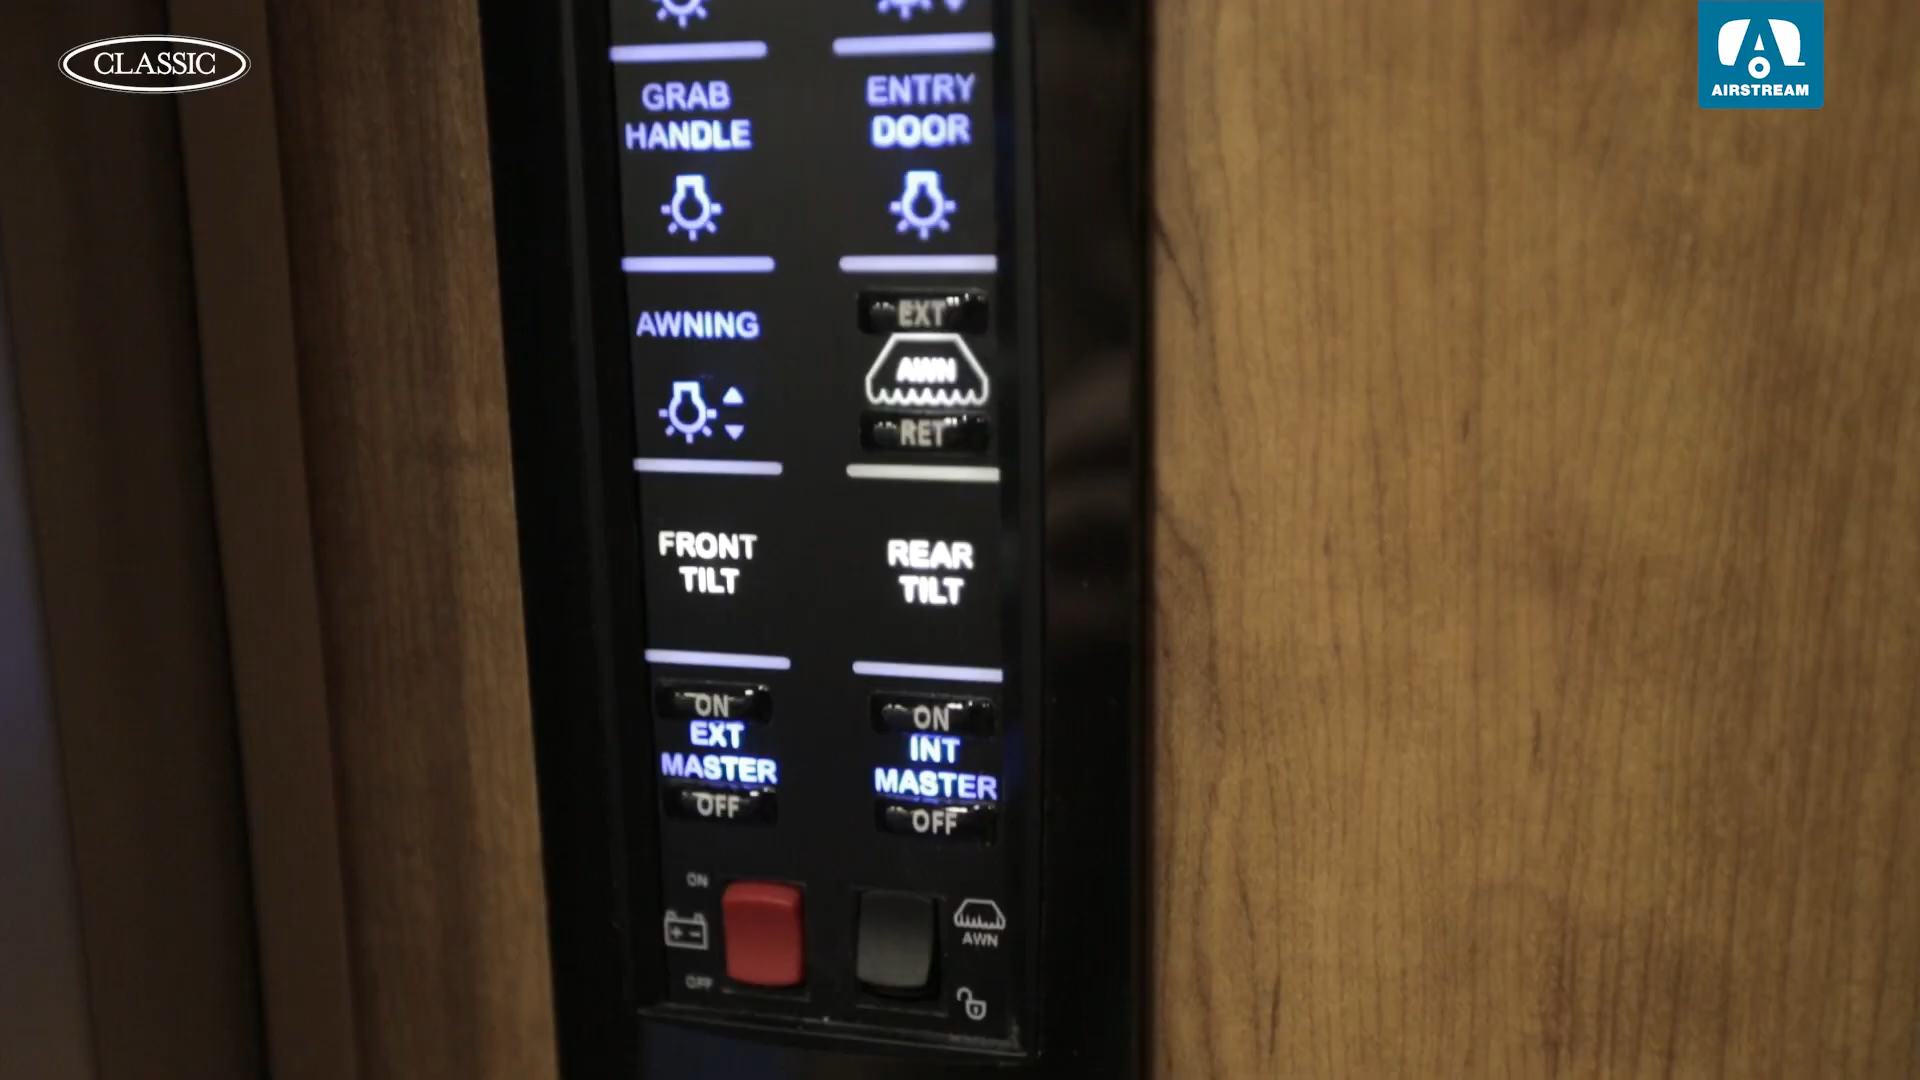 CLASSIC
AIRSTREAM
GRAB
HANDLE
ENTRY
DOOR
AWNING
EXT
AWN
RET
FRONT
TILT
REAR
TILT
ON
EXT
MASTER
OFF
ON
INT
MASTER
OFF
ON
OFF
AWN